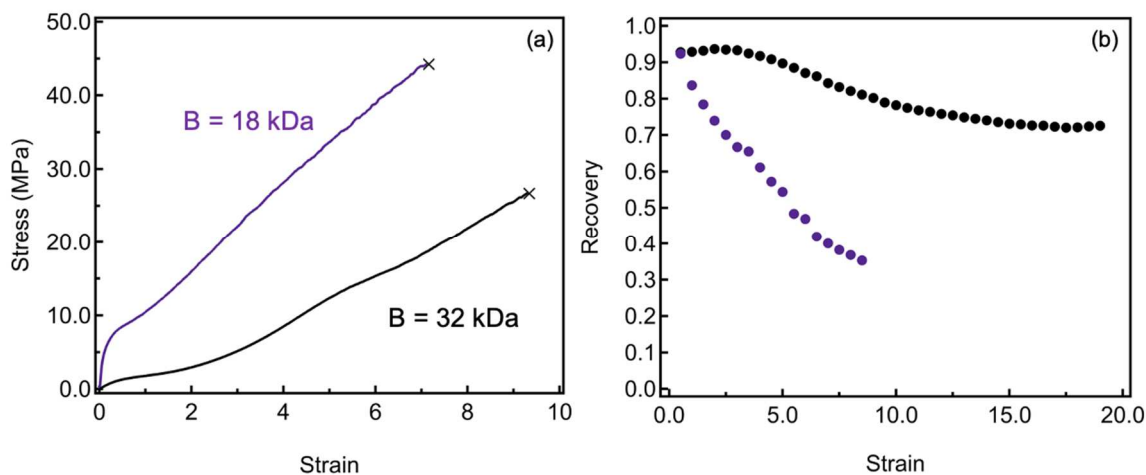 (a)
50.0
40.0
30.0
20.0
10.0
0.0
Stress (MPa)
B = 18 kDa
B = 32 kDa
0 2 4 6 8 10
Strain
(b)
1.0
0.9
0.8
0.7
0.6
0.5
0.4
0.3
0.2
0.1
0.0
Recovery
0.0 5.0 10.0 15.0 20.0
Strain